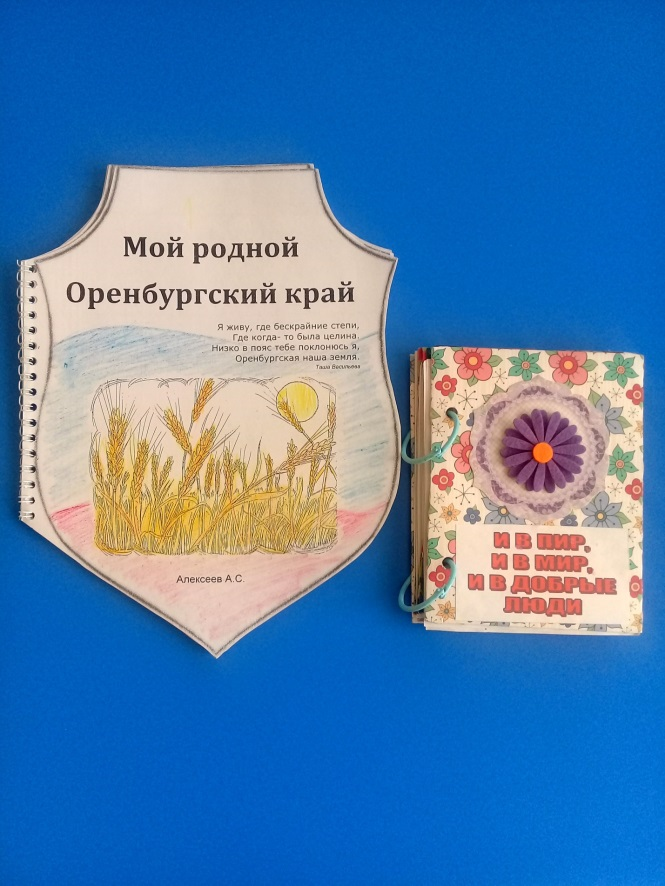 Мой родной
Оренбургский край
Я живу, где бескрайние степи,
Где когда- то была целина
Низко в пояс тебе поклонюсь я,
Оренбургская наша земля.
Таша Васильева
Алексеев А.С.
И В ПИР,
И В МИР,
И В ДОБРЫЕ
ЛЮДИ